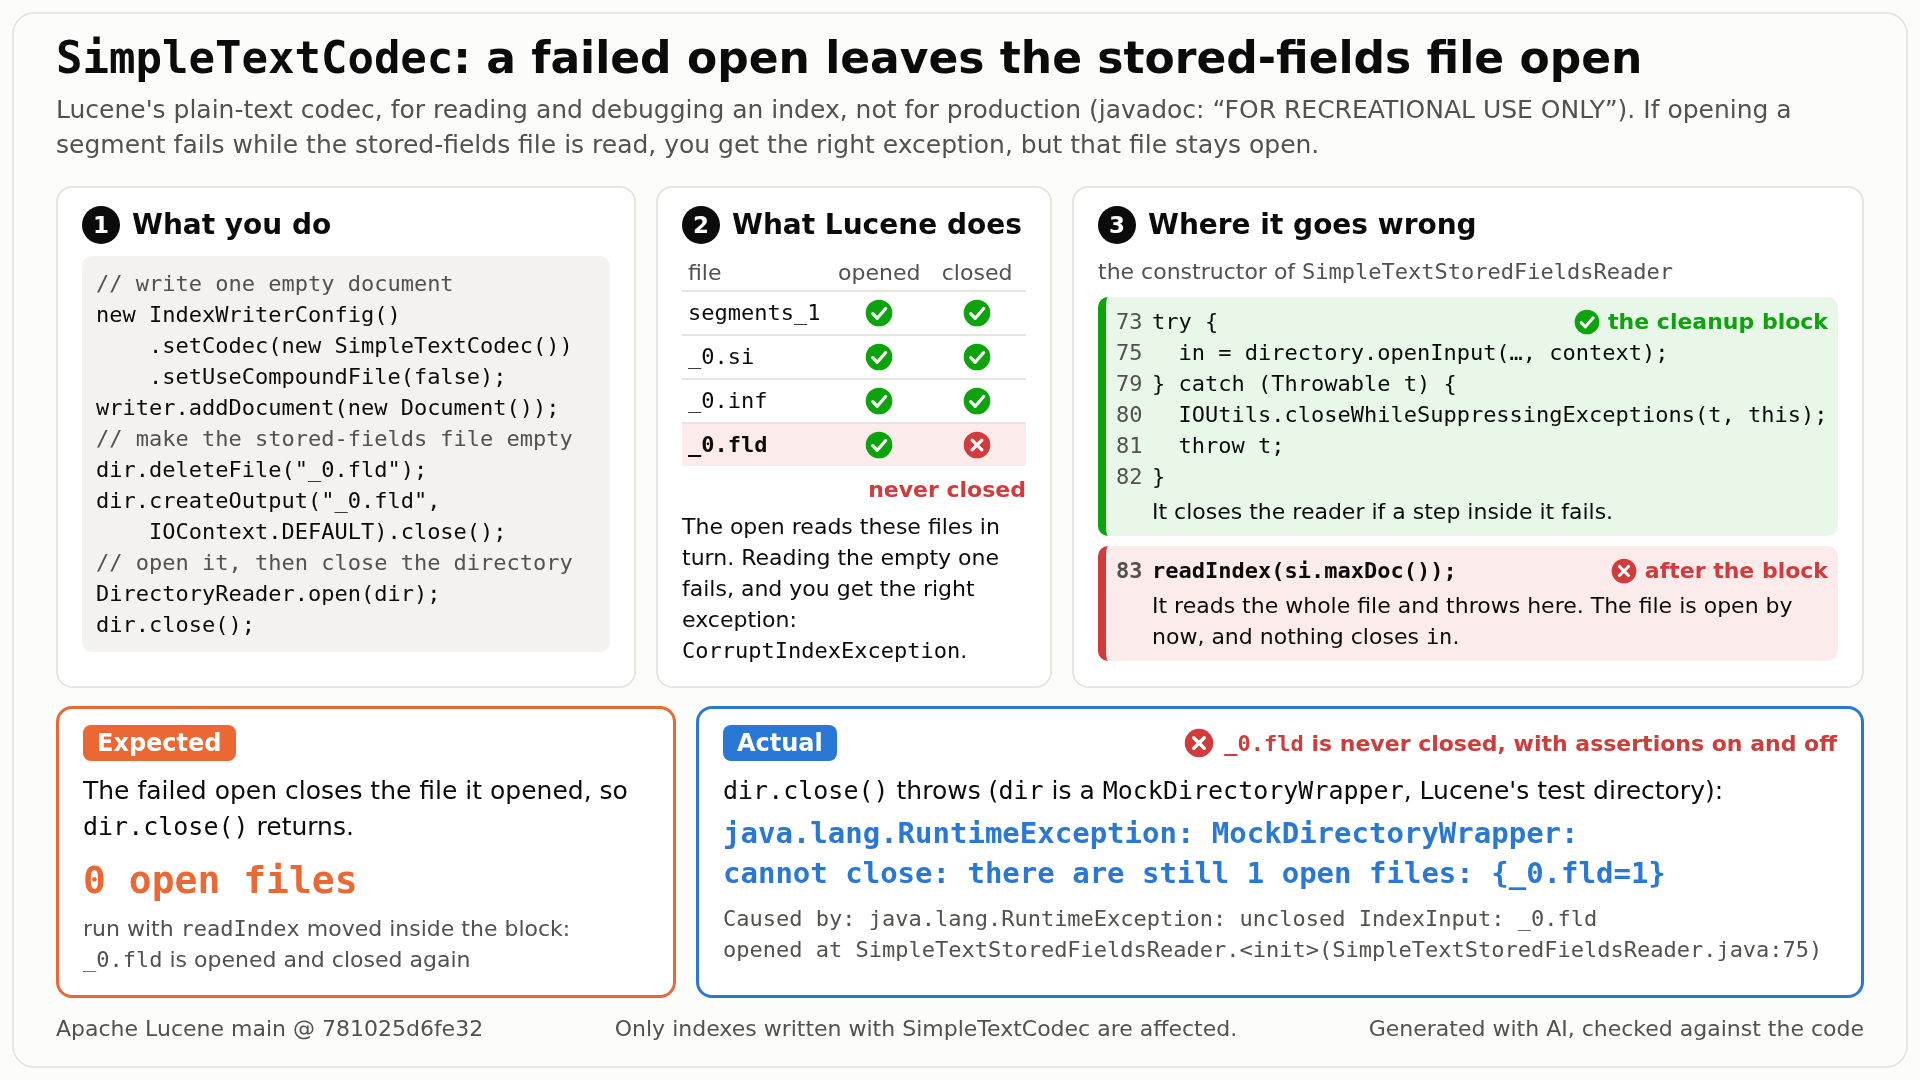 SimpleTextCodec: a failed open leaves the stored-fields file open
Lucene's plain-text codec, for reading and debugging an index, not for production (javadoc: “FOR RECREATIONAL USE ONLY”). If opening a
segment fails while the stored-fields file is read, you get the right exception, but that file stays open.
1 What you do
// write one empty document
new IndexWriterConfig()
    .setCodec(new SimpleTextCodec())
    .setUseCompoundFile(false);
writer.addDocument(new Document());
// make the stored-fields file empty
dir.deleteFile("_0.fld");
dir.createOutput("_0.fld",
    IOContext.DEFAULT).close();
// open it, then close the directory
DirectoryReader.open(dir);
dir.close();
2 What Lucene does
file opened closed
segments_1
_0.si
_0.inf
_0.fld
never closed
The open reads these files in
turn. Reading the empty one
fails, and you get the right
exception:
CorruptIndexException.
3 Where it goes wrong
the constructor of SimpleTextStoredFieldsReader
73 try { the cleanup block
75   in = directory.openInput(…, context);
79 } catch (Throwable t) {
80   IOUtils.closeWhileSuppressingExceptions(t, this);
81   throw t;
82 }
It closes the reader if a step inside it fails.
83 readIndex(si.maxDoc()); after the block
It reads the whole file and throws here. The file is open by
now, and nothing closes in.
Expected
The failed open closes the file it opened, so
dir.close() returns.
0 open files
run with readIndex moved inside the block:
_0.fld is opened and closed again
Actual
_0.fld is never closed, with assertions on and off
dir.close() throws (dir is a MockDirectoryWrapper, Lucene's test directory):
java.lang.RuntimeException: MockDirectoryWrapper:
cannot close: there are still 1 open files: {_0.fld=1}
Caused by: java.lang.RuntimeException: unclosed IndexInput: _0.fld
opened at SimpleTextStoredFieldsReader.<init>(SimpleTextStoredFieldsReader.java:75)
Apache Lucene main @ 781025d6fe32
Only indexes written with SimpleTextCodec are affected.
Generated with AI, checked against the code